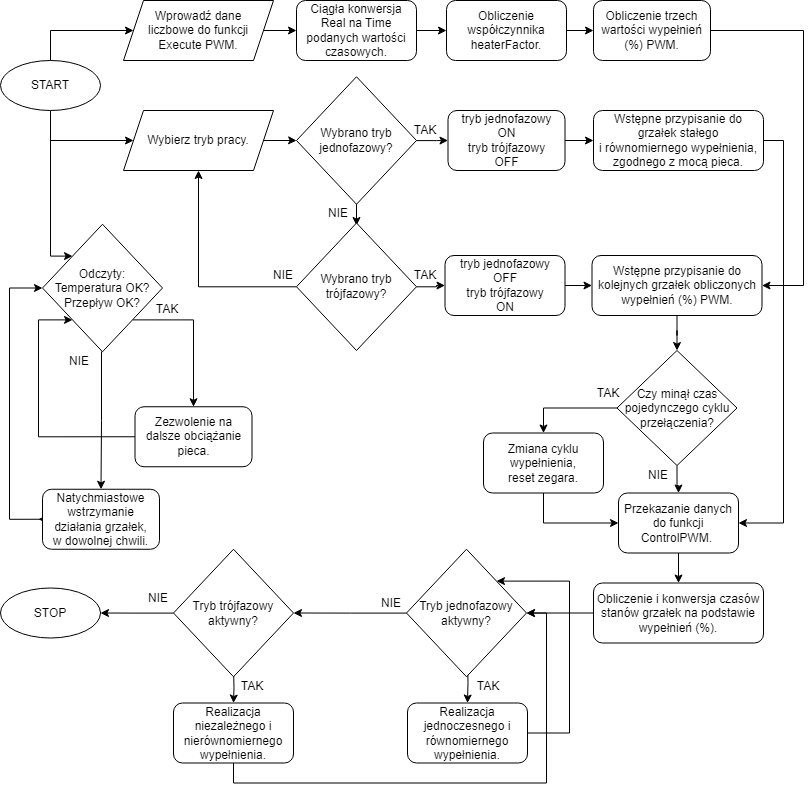 Wprowadź dane
liczbowe do funkcji
Execute PWM.
Ciągła konwersja
Real na Time
podanych wartości
czasowych.
Obliczenie
współczynnika
heaterFactor.
Obliczenie trzech
wartości wypełnień
(%) PWM.
START
Wybierz tryb pracy.
Wybrano tryb
jednofazowy?
TAK
tryb jednofazowy
ON
tryb trójfazowy
OFF
Wstępne przypisanie do
grzałek stałego
i równomiernego wypełnienia,
zgodnego z mocą pieca.
NIE
Wybrano tryb
trójfazowy?
NIE
TAK
tryb jednofazowy
OFF
tryb trójfazowy
ON
Wstępne przypisanie do
kolejnych grzałek obliczonych
wypełnień (%) PWM.
Odczyty:
Temperatura OK?
Przepływ OK?
TAK
NIE
Zezwolenie na
dalsze obciążanie
pieca.
Natychmiastowe
wstrzymanie
działania grzałek,
w dowolnej chwili.
Czy minął czas
pojedynczego cyklu
przełączenia?
TAK
NIE
Zmiana cyklu
wypełnienia,
reset zegara.
Przekazanie danych
do funkcji
ControlPWM.
Obliczenie i konwersja czasów
stanów grzałek na podstawie
wypełnień (%).
Tryb jednofazowy
aktywny?
NIE
TAK
Realizacja
jednoczesnego i
równomiernego
wypełnienia.
Tryb trójfazowy
aktywny?
NIE
TAK
Realizacja
niezależnego i
nierównomiernego
wypełnienia.
STOP